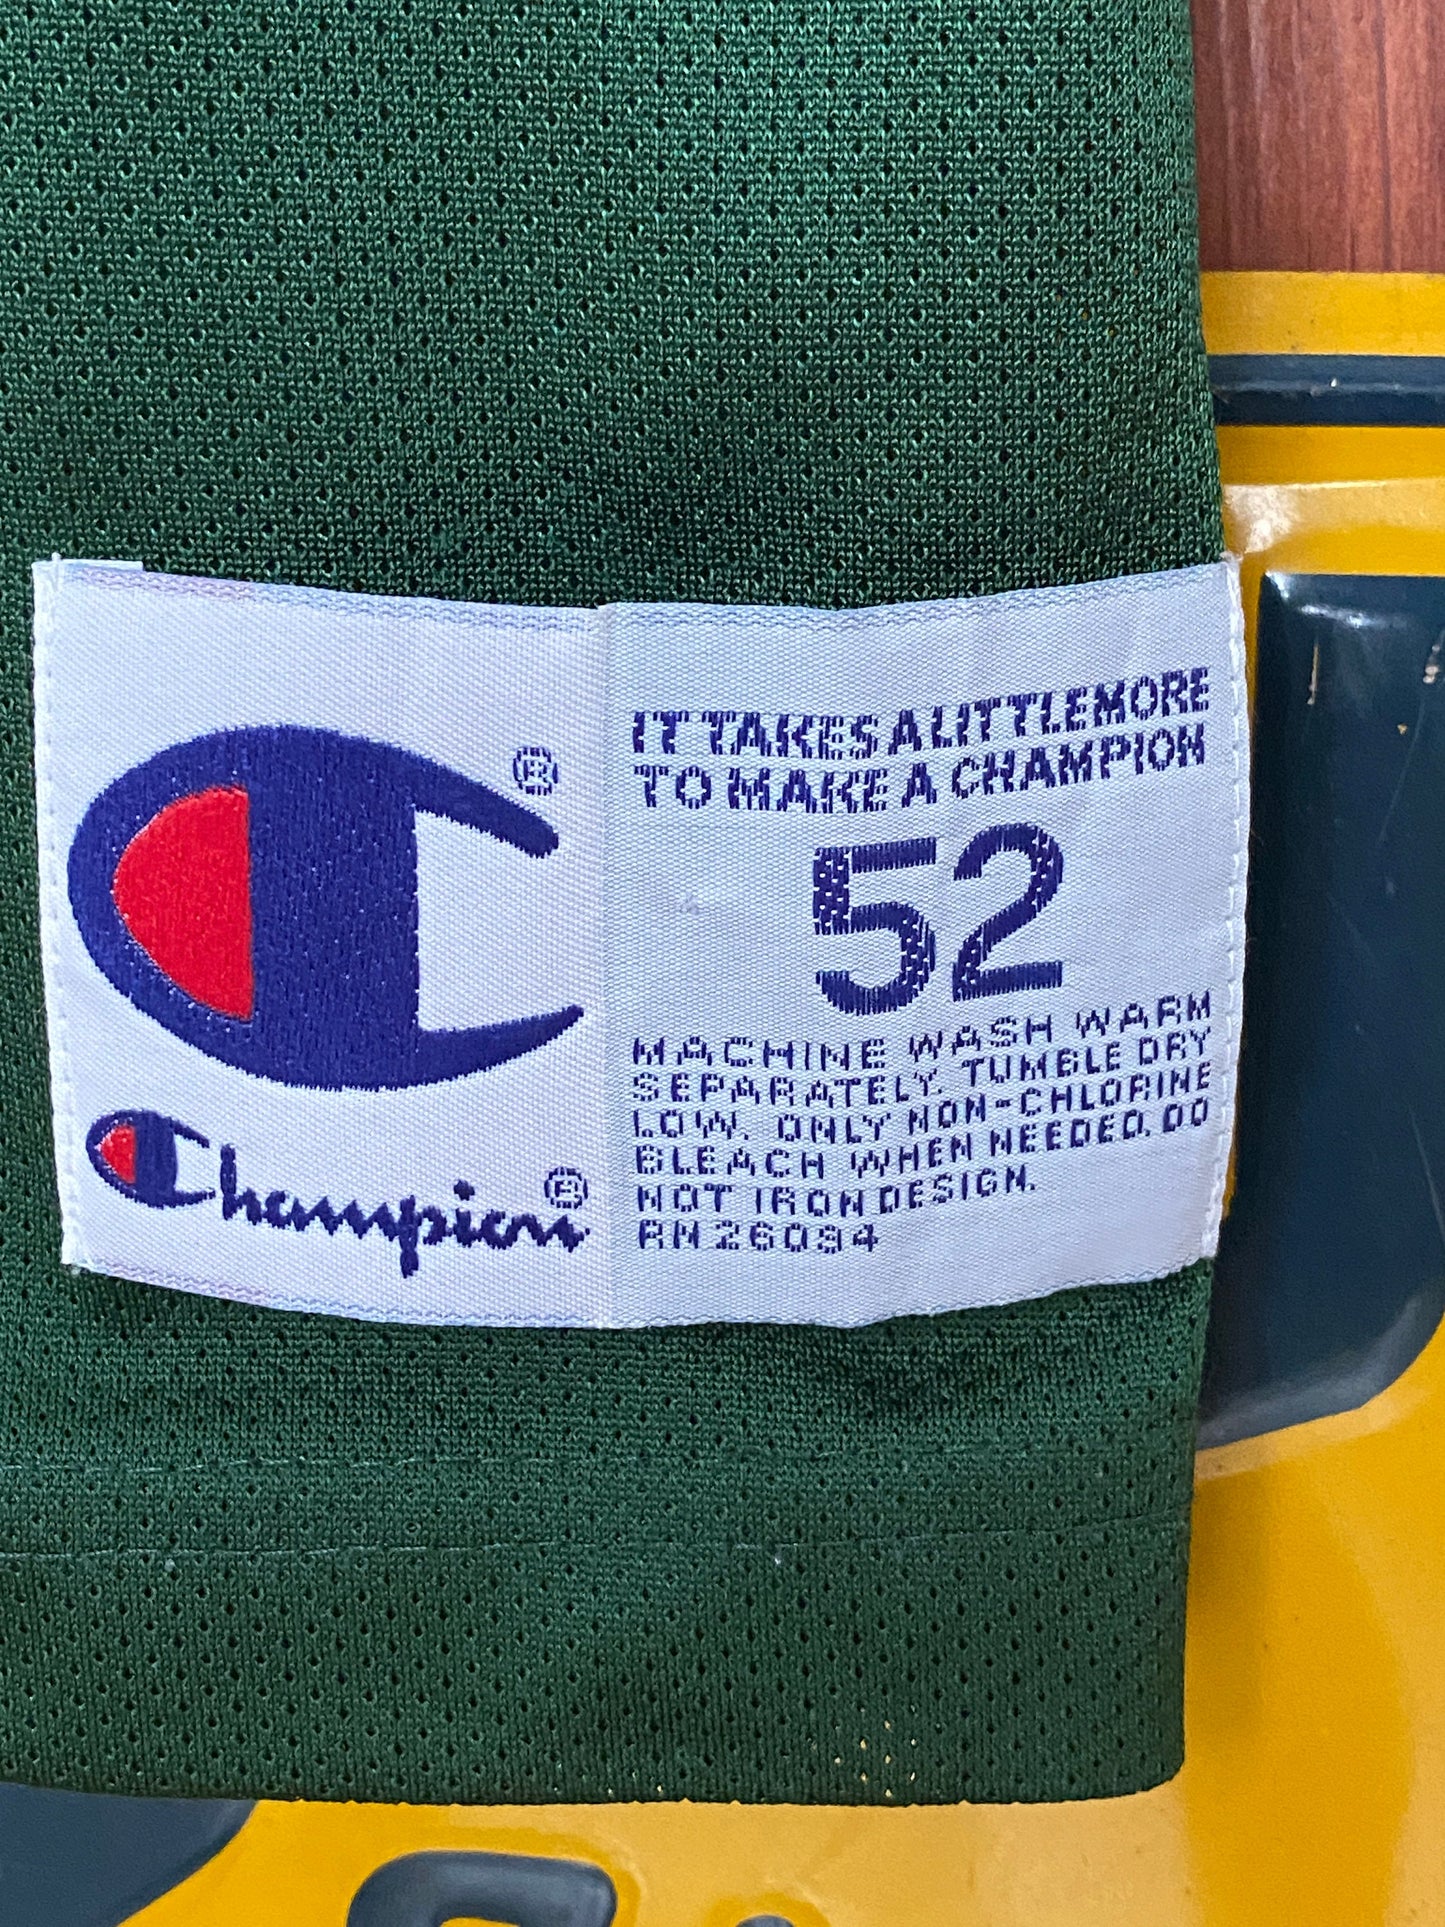 ®
Champion ®
IT TAKES A LITTLE MORE
TO MAKE A CHAMPION
52
MACHINE WASH WARM
SEPARATELY. TUMBLE DRY
LOW. ONLY NON-CHLORINE
BLEACH WHEN NEEDED. DO
NOT IRON DESIGN.
RN 26094